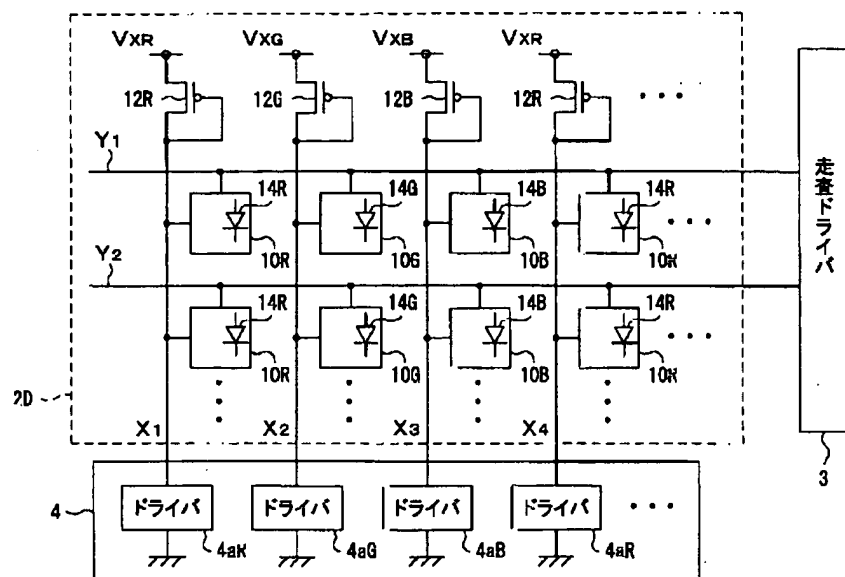 VXR VXG VXB VXR
12R 12G 12B 12R
Y1
14R 14G 14B 14R
10R 10G 10B 10R
Y2
14R 14G 14B 14R
10R 10G 10B 10R
2D
X1 X2 X3 X4
走査ドライバ
3
4
ドライバ ドライバ ドライバ ドライバ
4aR 4aG 4aB 4aR